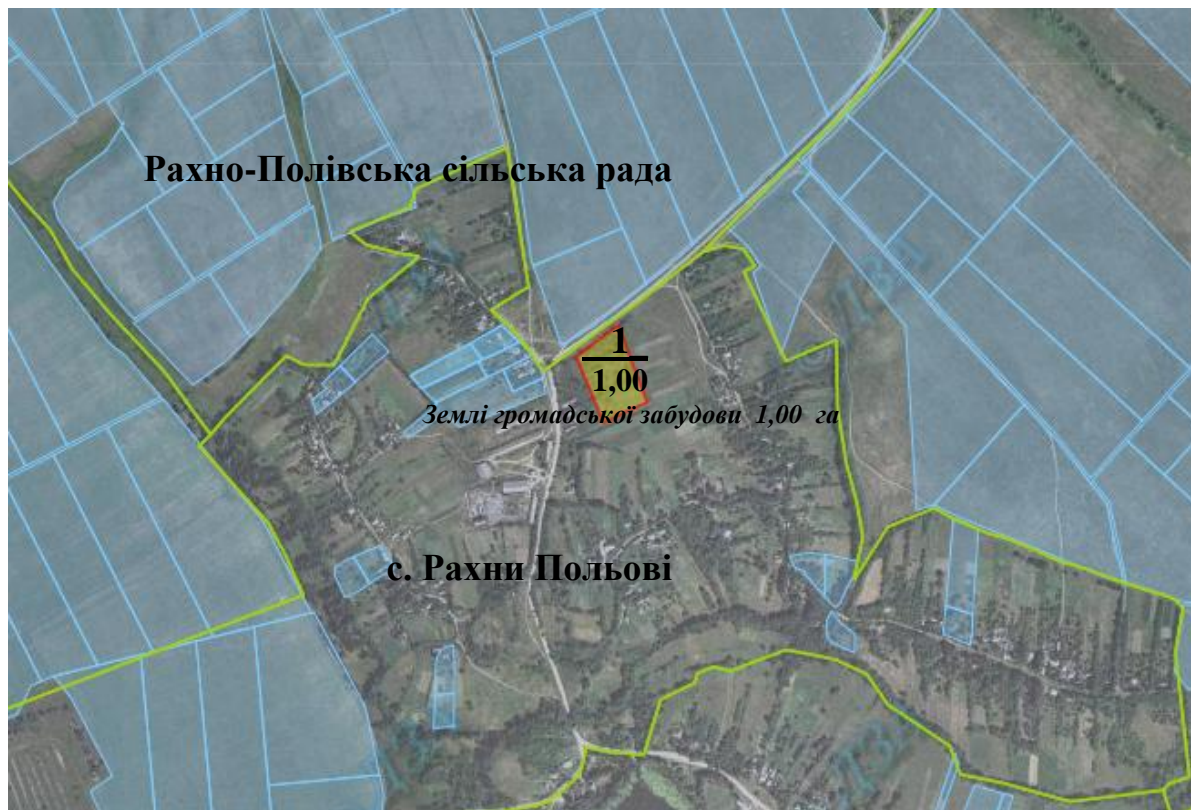 Рахно-Полівська сільська рада
1
1,00
Землі громадської забудови 1,00 га
с. Рахни Польові